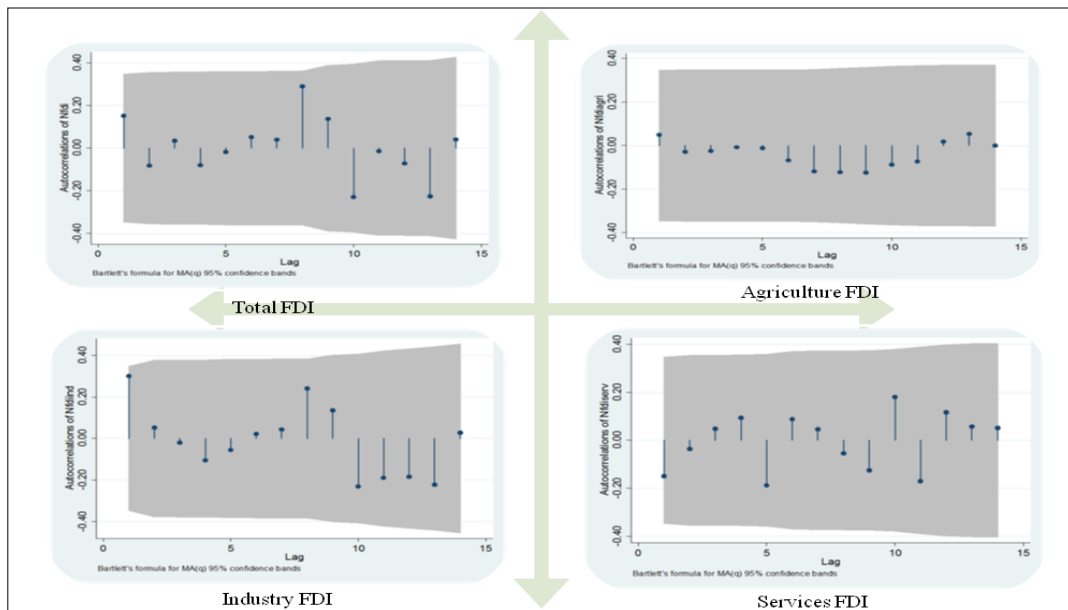 0.40
0.20
0.00
-0.20
-0.40
Autocorrelations of Nfdi
0
5
10
15
Lag
Bartlett's formula for MA(q) 95% confidence bands
Total FDI
0.40
0.20
0.00
-0.20
-0.40
Autocorrelations of Nfdiagri
0
5
10
15
Lag
Bartlett's formula for MA(q) 95% confidence bands
Agriculture FDI
0.40
0.20
0.00
-0.20
-0.40
Autocorrelations of Nfdiind
0
5
10
15
Lag
Bartlett's formula for MA(q) 95% confidence bands
Industry FDI
0.40
0.20
0.00
-0.20
-0.40
Autocorrelations of Nfdiserv
0
5
10
15
Lag
Bartlett's formula for MA(q) 95% confidence bands
Services FDI